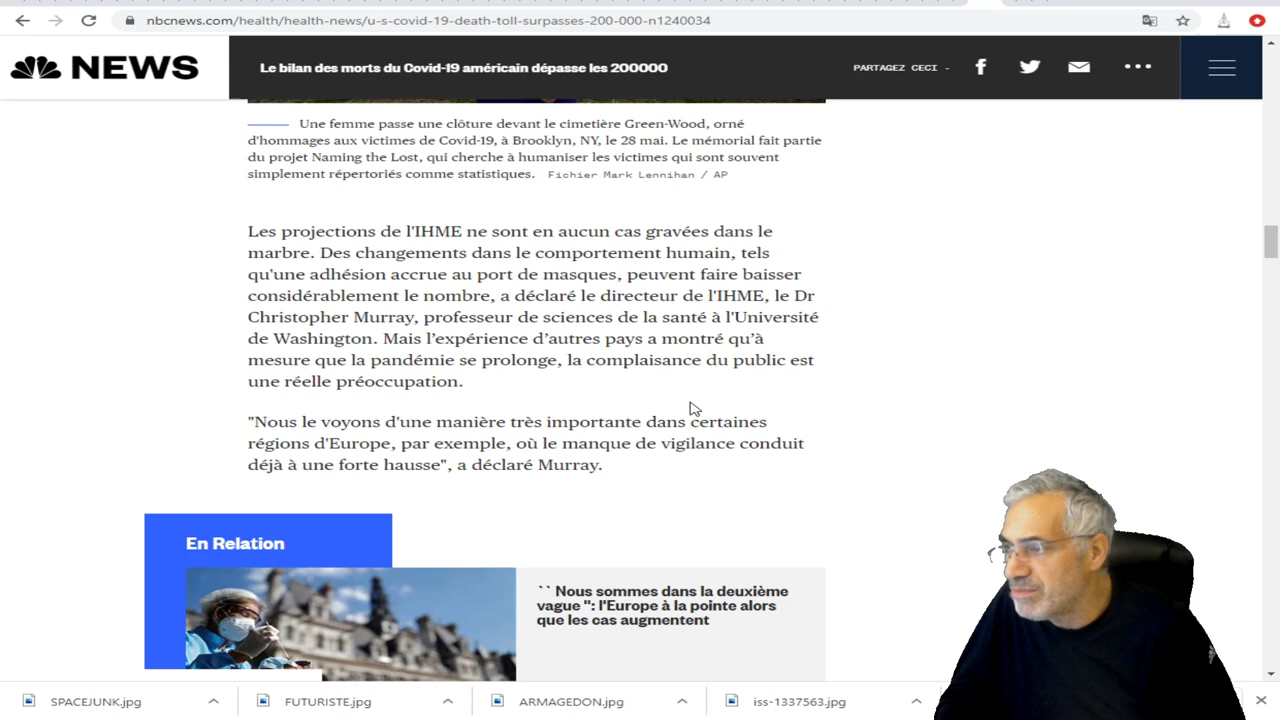 nbcnews.com/health/health-news/u-s-covid-19-death-toll-surpasses-200-000-n1240034
NEWS
Le bilan des morts du Covid-19 américain dépasse les 200000
PARTAGEZ CECI -
Une femme passe une clôture devant le cimetière Green-Wood, orné
d'hommages aux victimes de Covid-19, à Brooklyn, NY, le 28 mai. Le mémorial fait partie
du projet Naming the Lost, qui cherche à humaniser les victimes qui sont souvent
simplement répertoriés comme statistiques. Fichier Mark Lennihan / AP
Les projections de l'IHME ne sont en aucun cas gravées dans le
marbre. Des changements dans le comportement humain, tels
qu'une adhésion accrue au port de masques, peuvent faire baisser
considérablement le nombre, a déclaré le directeur de l'IHME, le Dr
Christopher Murray, professeur de sciences de la santé à l'Université
de Washington. Mais l'expérience d'autres pays a montré qu'à
mesure que la pandémie se prolonge, la complaisance du public est
une réelle préoccupation.
"Nous le voyons d'une manière très importante dans certaines
régions d'Europe, par exemple, où le manque de vigilance conduit
déjà à une forte hausse", a déclaré Murray.
En Relation
`` Nous sommes dans la deuxième
vague '': l'Europe à la pointe alors
que les cas augmentent
SPACEJUNK.jpg
FUTURISTE.jpg
ARMAGEDON.jpg
iss-1337563.jpg